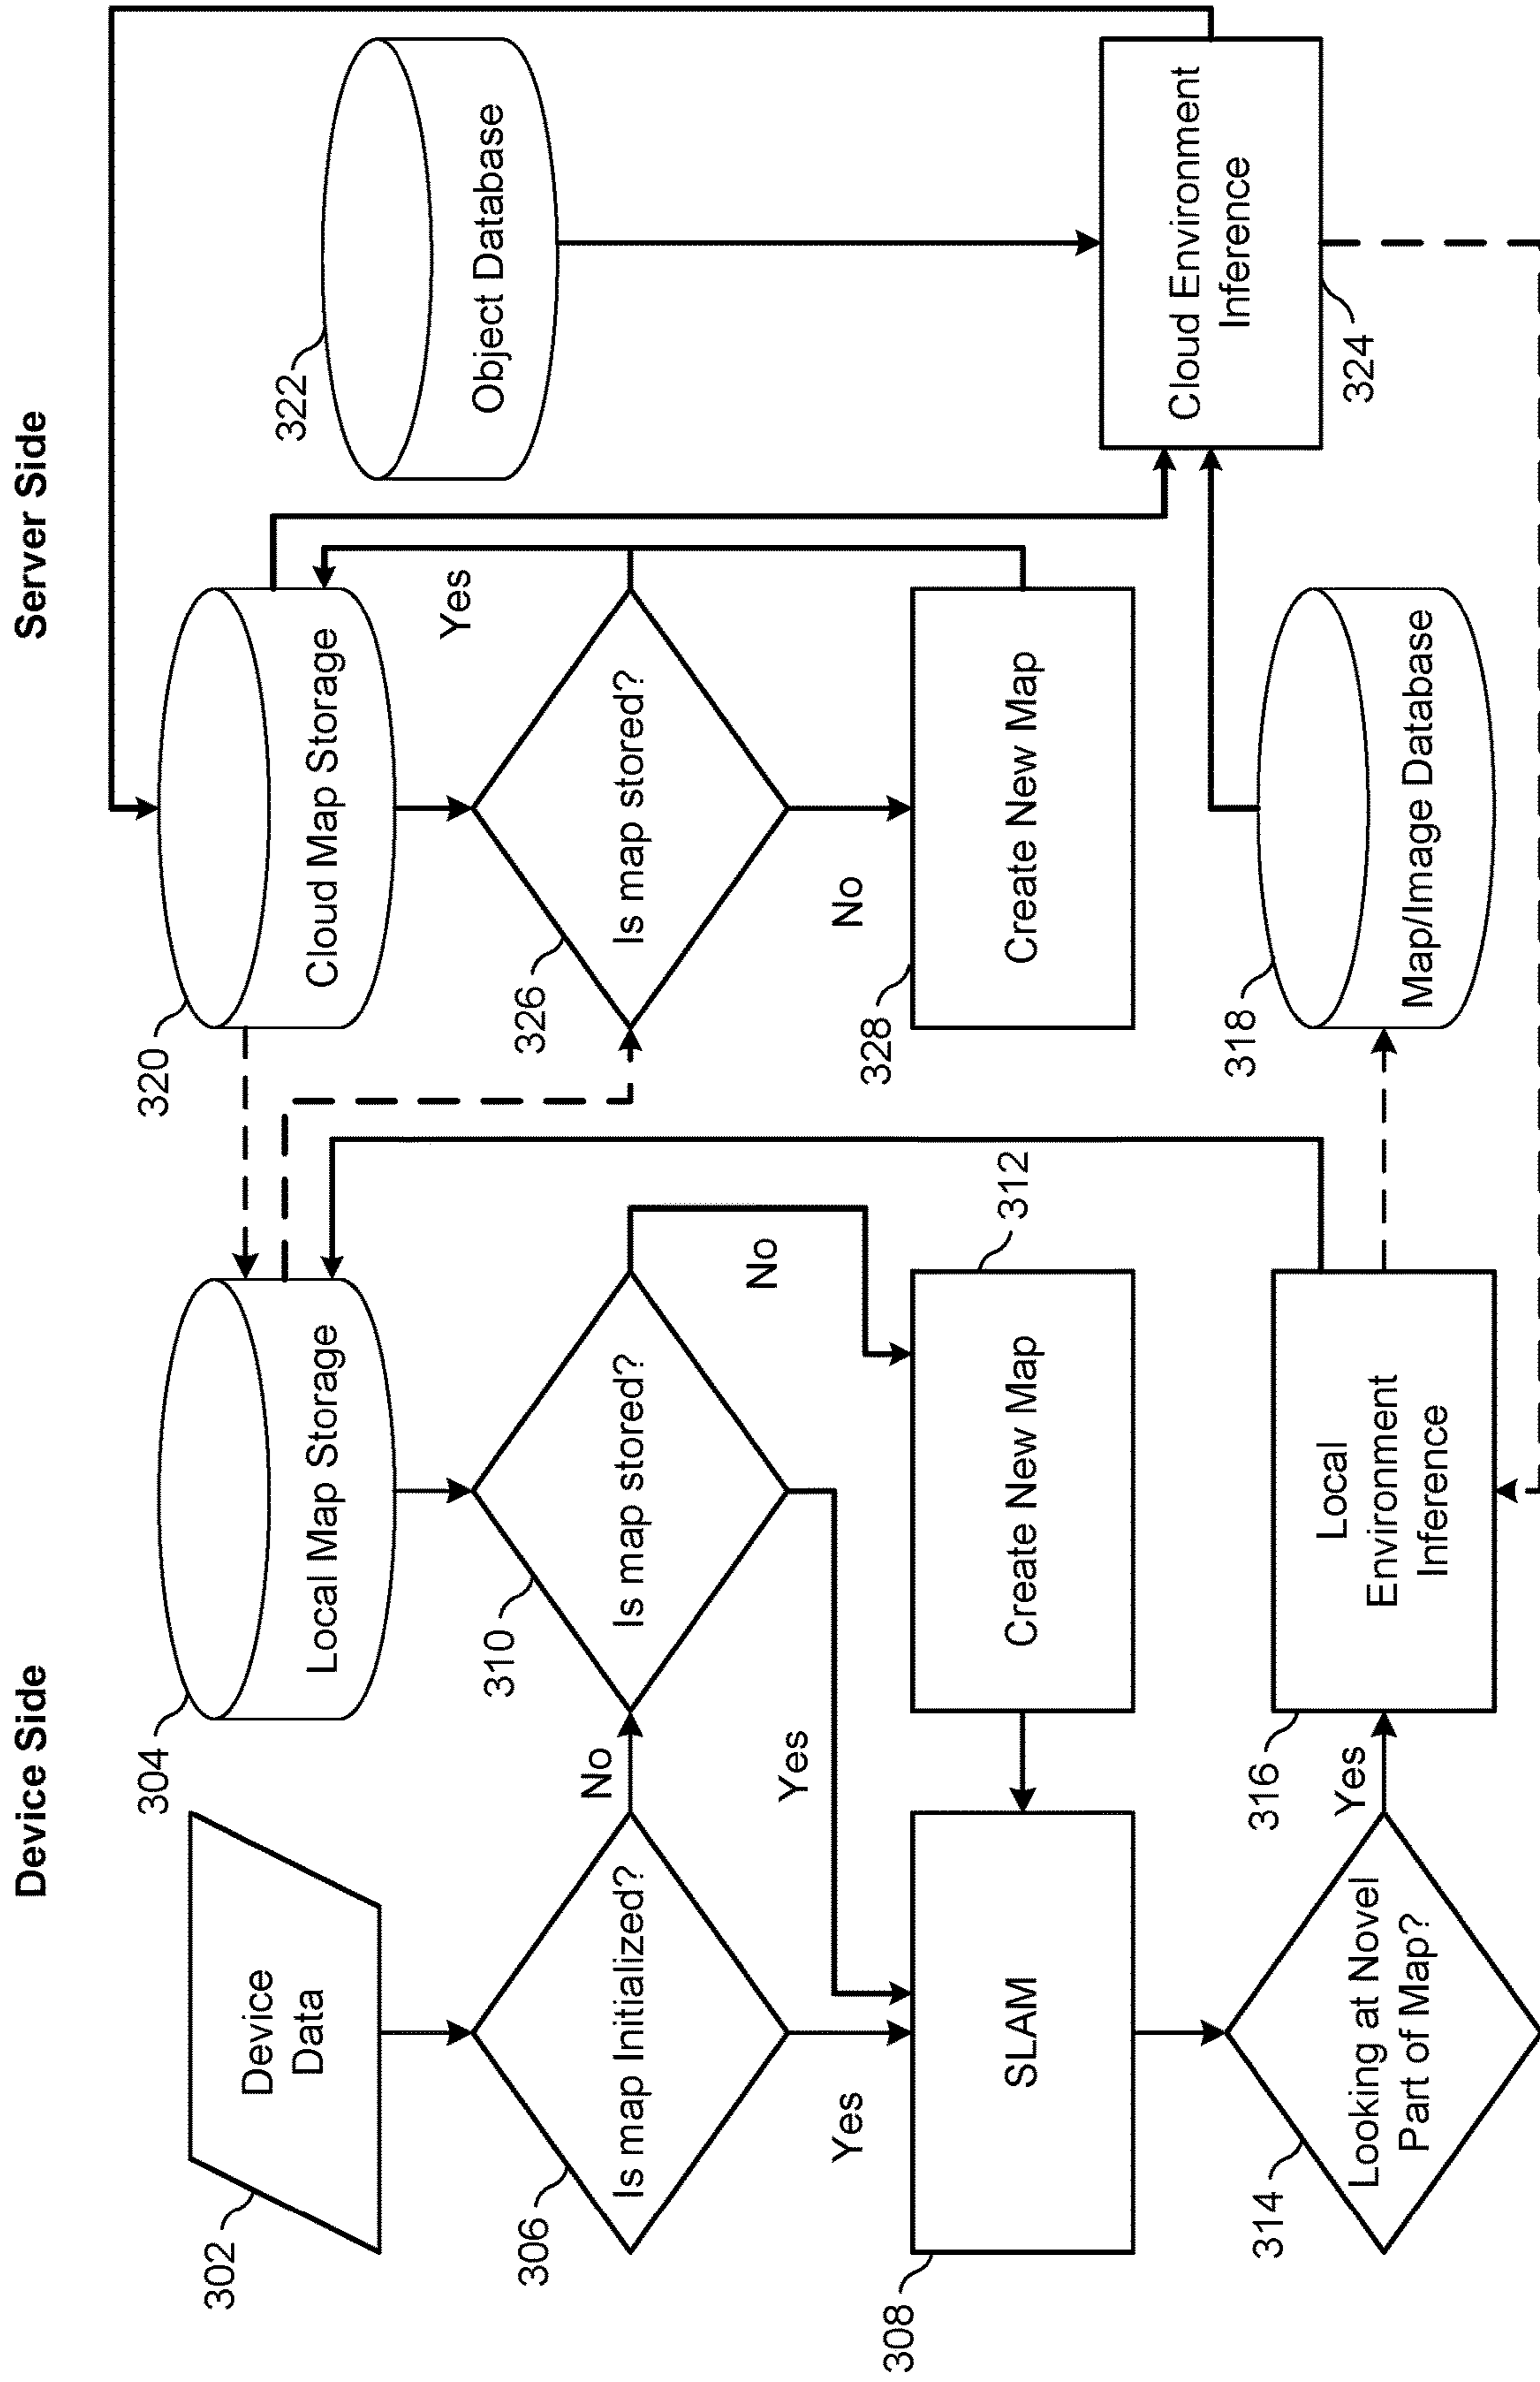 Device Side
Server Side
302
Device
Data
304
Local Map Storage
320
Cloud Map Storage
322
Object Database
306
Is map Initialized?
No
Yes
310
Is map stored?
No
Yes
326
Is map stored?
Yes
No
308
SLAM
312
Create New Map
328
Create New Map
314
Looking at Novel
Part of Map?
Yes
316
Local
Environment
Inference
318
Map/Image Database
Cloud Environment
Inference
324